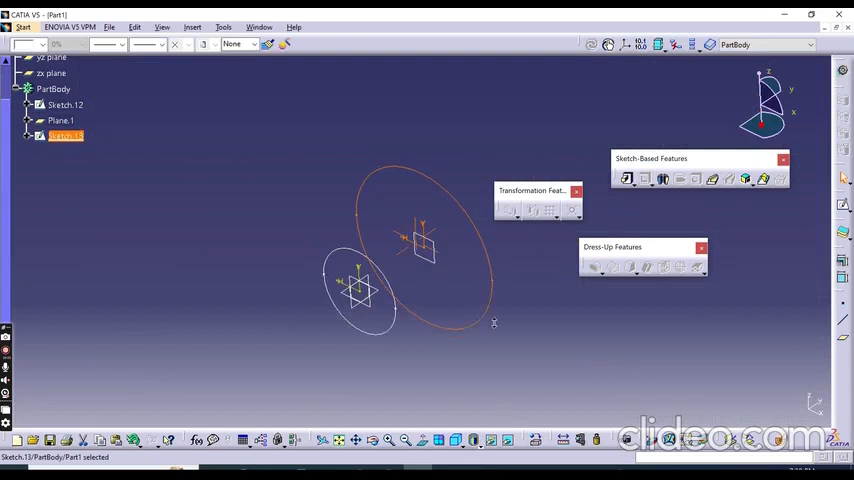 CATIA V5 - [Part1]
Start ENOVIA V5 VPM File Edit View Insert Tools Window Help
0% None PartBody
yz plane
zx plane
PartBody
Sketch.12
Plane.1
Sketch.13
z
y
x
Sketch-Based Features
Transformation Feat...
Dress-Up Features
Y
H
Y
H
z
y
x
clideo.com
CATIA
Sketch.13/PartBody/Part1 selected